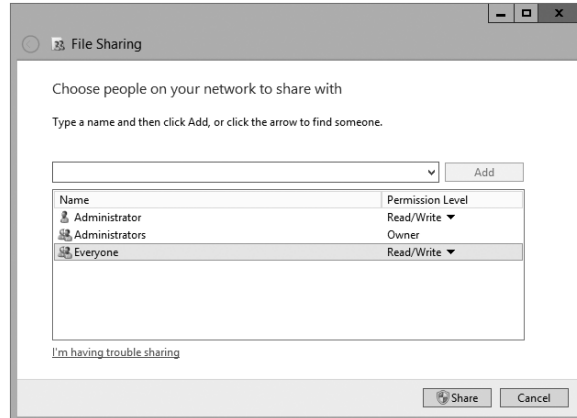 File Sharing
Choose people on your network to share with
Type a name and then click Add, or click the arrow to find someone.
Add
Name Permission Level
Administrator Read/Write
Administrators Owner
Everyone Read/Write
I'm having trouble sharing
Share Cancel